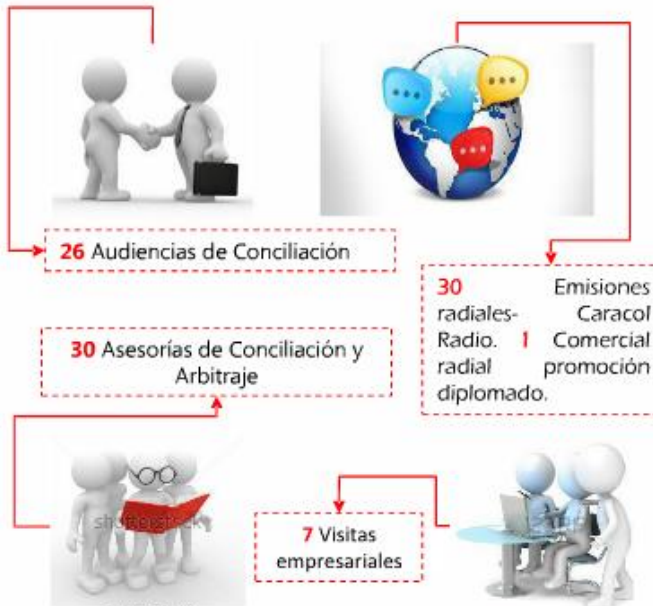 26 Audiencias de Conciliación
30 Emisiones
radiales- Caracol
Radio. 1 Comercial
radial promoción
diplomado.
30 Asesorías de Conciliación y
Arbitraje
shutterstock
7 Visitas
empresariales